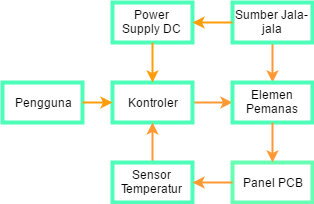 Power
Supply DC
Sumber Jala-
jala
Pengguna
Kontroler
Elemen
Pemanas
Sensor
Temperatur
Panel PCB